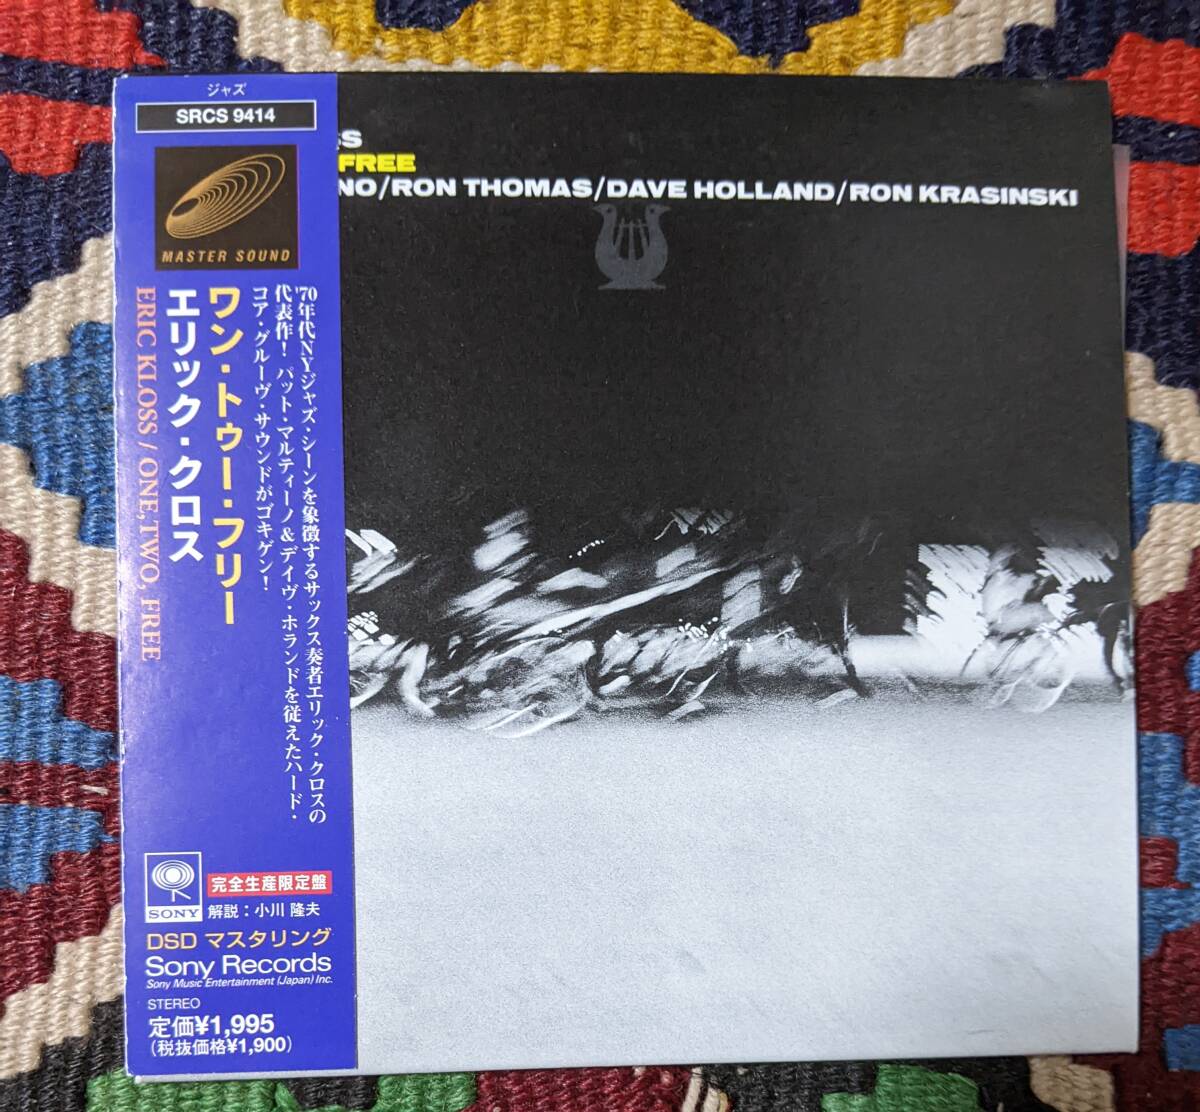 ジャズ
SRCS 9414
MASTER SOUND
'70年代NYジャズ・シーンを象徴するサックス奏者エリック・クロスの
代表作！ パット・マルティーノ&デイヴ・ホランドを従えたハード・
コア・グルーヴ・サウンドがゴキゲン！
ワン・トゥー・フリー
エリック・クロス
ERIC KLOSS / ONE, TWO, FREE
SONY
完全生産限定盤
解説：小川 隆夫
DSD マスタリング
Sony Records
Sony Music Entertainment (Japan) Inc.
STEREO
定価¥1,995
(税抜価格¥1,900)
SS
FREE
NO/RON THOMAS/DAVE HOLLAND/RON KRASINSKI